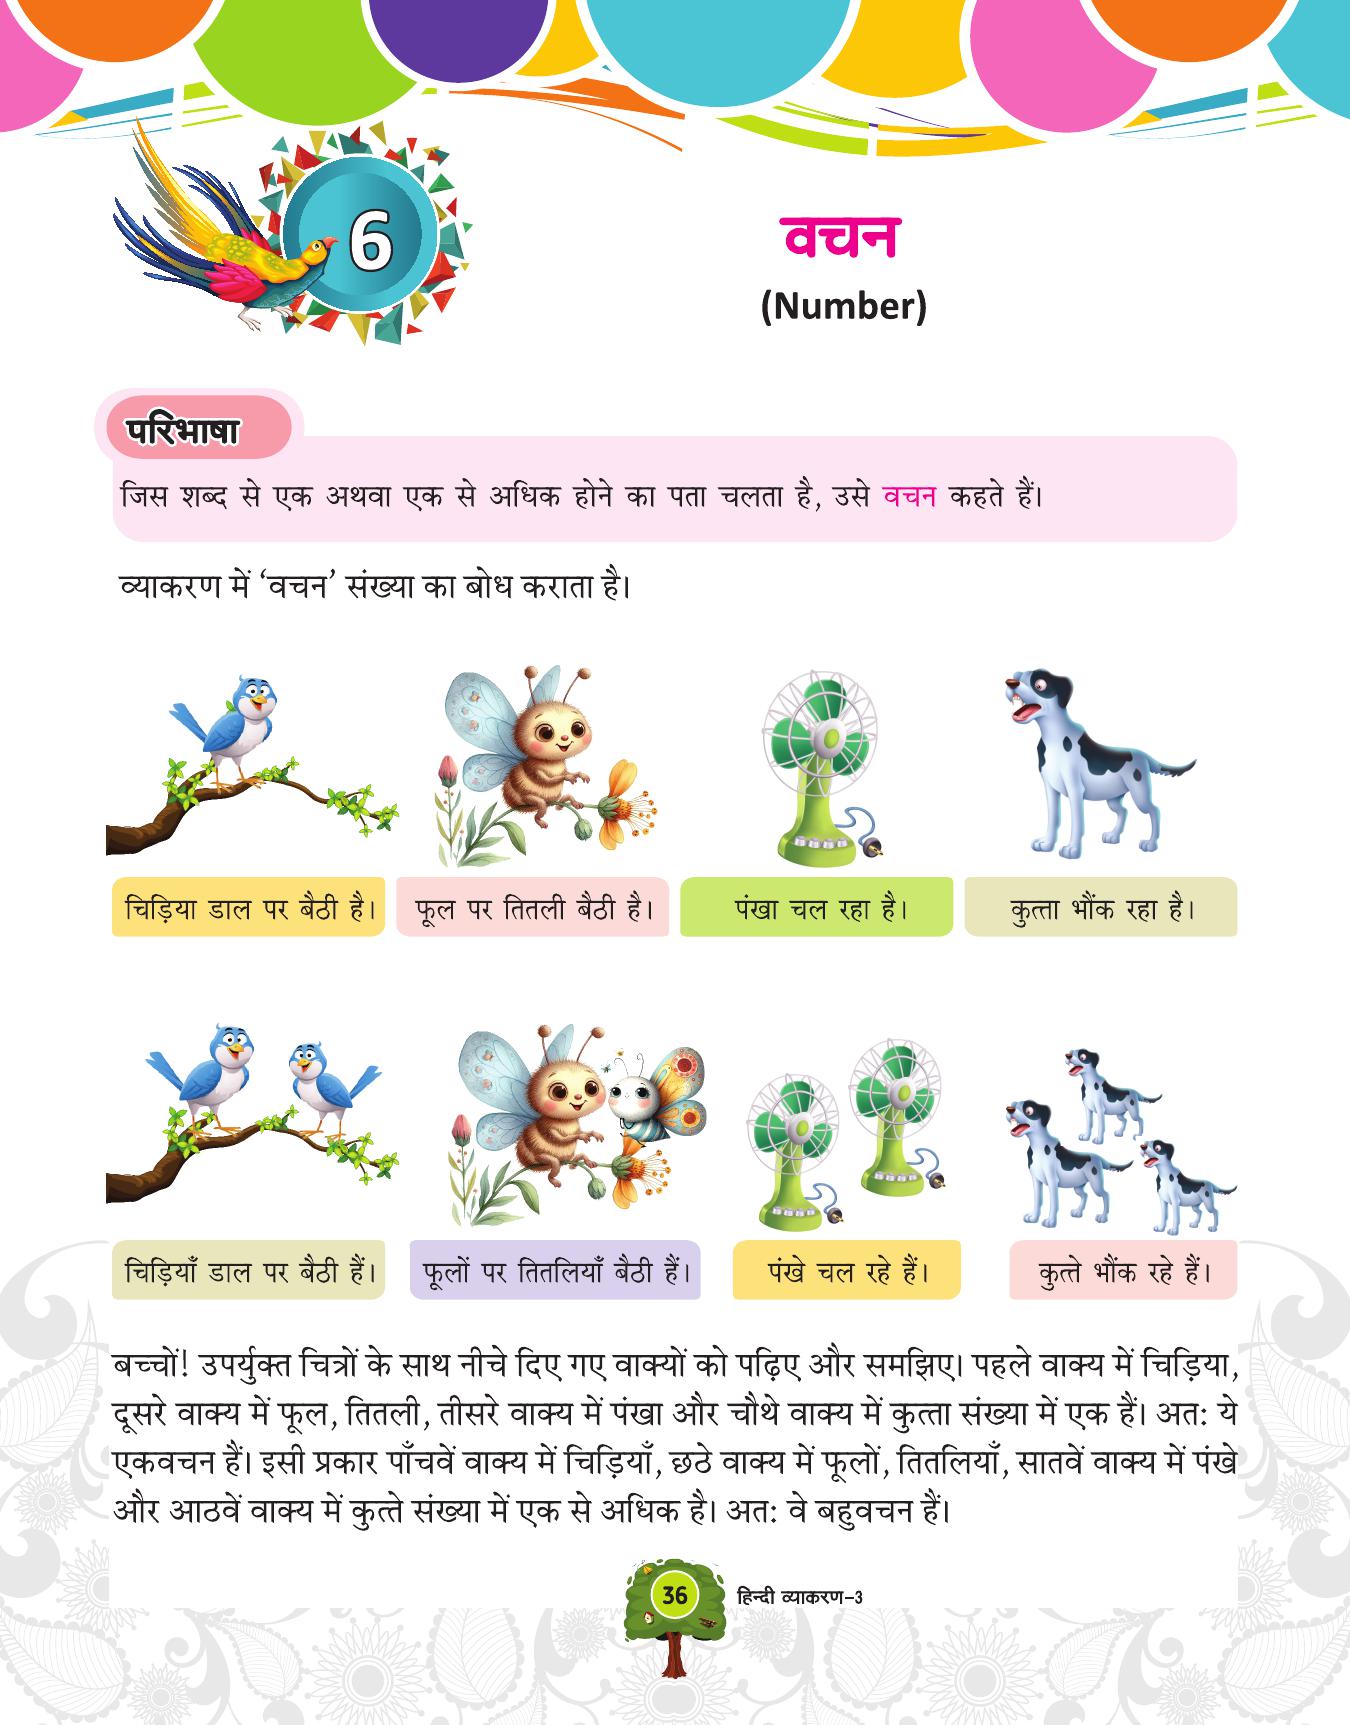 6
वचन
(Number)
परिभाषा
जिस शब्द से एक अथवा एक से अधिक होने का पता चलता है, उसे वचन कहते हैं।
व्याकरण में ‘वचन’ संख्या का बोध कराता है।
चिड़िया डाल पर बैठी है।
फूल पर तितली बैठी है।
पंखा चल रहा है।
कुत्ता भौंक रहा है।
चिड़ियाँ डाल पर बैठी हैं।
फूलों पर तितलियाँ बैठी हैं।
पंखे चल रहे हैं।
कुत्ते भौंक रहे हैं।
बच्चों! उपर्युक्त चित्रों के साथ नीचे दिए गए वाक्यों को पढ़िए और समझिए। पहले वाक्य में चिड़िया,
दूसरे वाक्य में फूल, तितली, तीसरे वाक्य में पंखा और चौथे वाक्य में कुत्ता संख्या में एक हैं। अत: ये
एकवचन हैं। इसी प्रकार पाँचवें वाक्य में चिड़ियाँ, छठे वाक्य में फूलों, तितलियाँ, सातवें वाक्य में पंखे
और आठवें वाक्य में कुत्ते संख्या में एक से अधिक है। अत: वे बहुवचन हैं।
36
हिन्दी व्याकरण-3